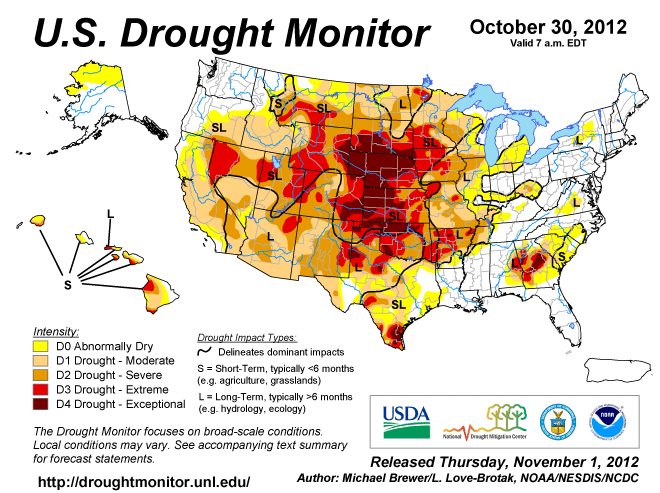 U.S. Drought Monitor
October 30, 2012
Valid 7 a.m. EDT
S
SL
L
SL
SL
L
SL
L
L
L
SL
L
L
SL
L
S
L
S
Intensity:
D0 Abnormally Dry
D1 Drought - Moderate
D2 Drought - Severe
D3 Drought - Extreme
D4 Drought - Exceptional
Drought Impact Types:
Delineates dominant impacts
S = Short-Term, typically <6 months
(e.g. agriculture, grasslands)
L = Long-Term, typically >6 months
(e.g. hydrology, ecology)
USDA
National Drought Mitigation Center
NOAA
The Drought Monitor focuses on broad-scale conditions.
Local conditions may vary. See accompanying text summary
for forecast statements.
http://droughtmonitor.unl.edu/
Released Thursday, November 1, 2012
Author: Michael Brewer/L. Love-Brotak, NOAA/NESDIS/NCDC